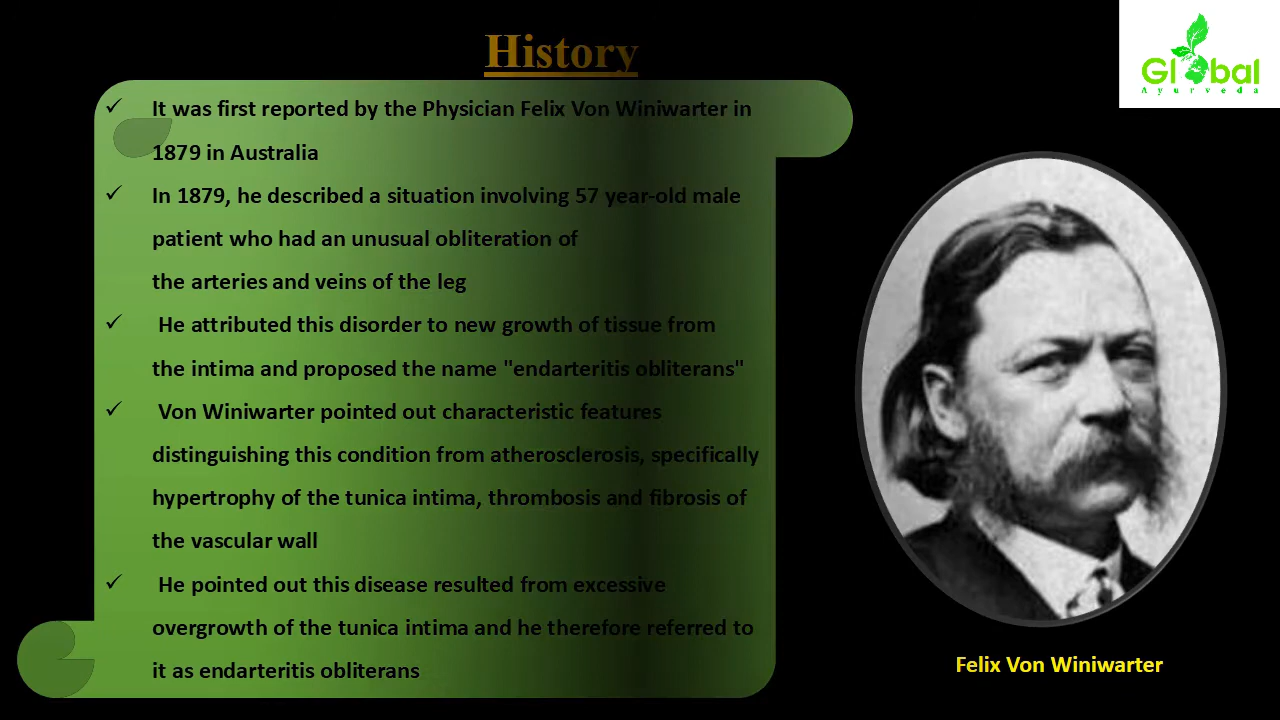 History
Global
Ayurveda
✓ It was first reported by the Physician Felix Von Winiwarter in
1879 in Australia
✓ In 1879, he described a situation involving 57 year-old male
patient who had an unusual obliteration of
the arteries and veins of the leg
✓ He attributed this disorder to new growth of tissue from
the intima and proposed the name "endarteritis obliterans"
✓ Von Winiwarter pointed out characteristic features
distinguishing this condition from atherosclerosis, specifically
hypertrophy of the tunica intima, thrombosis and fibrosis of
the vascular wall
✓ He pointed out this disease resulted from excessive
overgrowth of the tunica intima and he therefore referred to
it as endarteritis obliterans
Felix Von Winiwarter